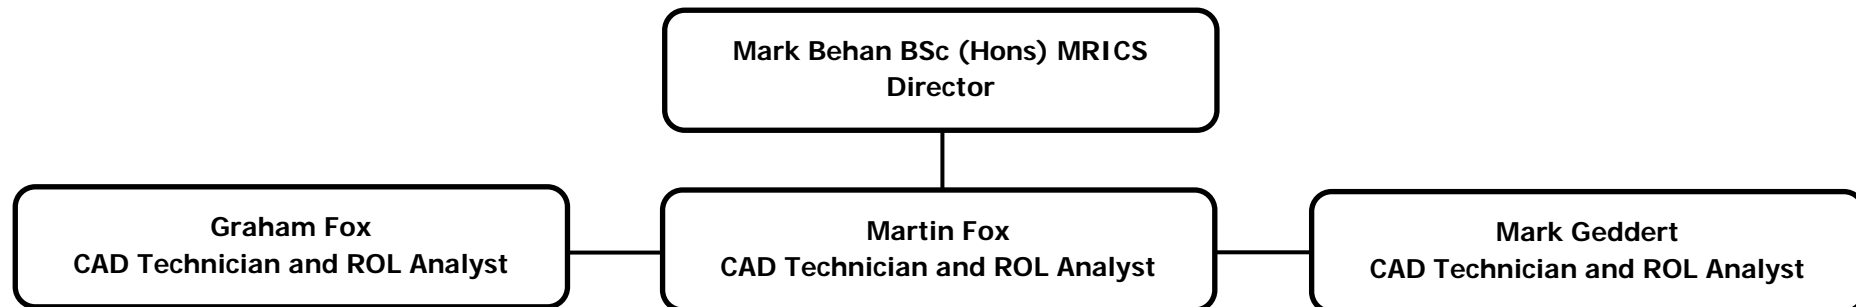 Mark Behan BSc (Hons) MRICS
Director
Graham Fox
CAD Technician and ROL Analyst
Martin Fox
CAD Technician and ROL Analyst
Mark Geddert
CAD Technician and ROL Analyst